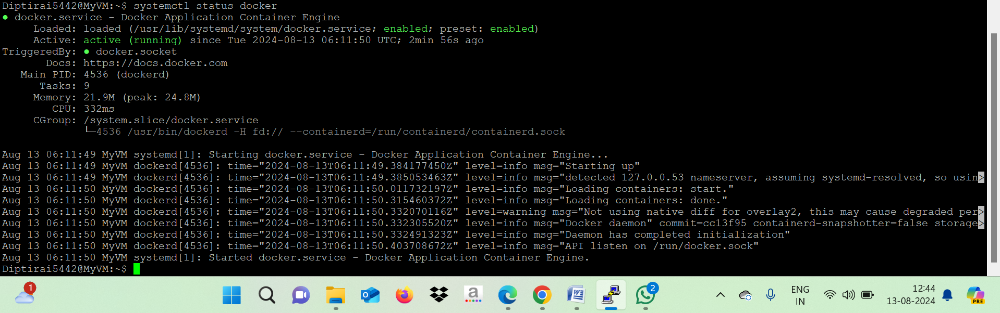 Diptirai5442@MyVM:~$ systemctl status docker
● docker.service - Docker Application Container Engine
Loaded: loaded (/usr/lib/systemd/system/docker.service; enabled; preset: enabled)
Active: active (running) since Tue 2024-08-13 06:11:50 UTC; 2min 56s ago
TriggeredBy: ● docker.socket
Docs: https://docs.docker.com
Main PID: 4536 (dockerd)
Tasks: 9
Memory: 21.9M (peak: 24.8M)
CPU: 332ms
CGroup: /system.slice/docker.service
└─4536 /usr/bin/dockerd -H fd:// --containerd=/run/containerd/containerd.sock
Aug 13 06:11:49 MyVM systemd[1]: Starting docker.service - Docker Application Container Engine...
Aug 13 06:11:49 MyVM dockerd[4536]: time="2024-08-13T06:11:49.384177450Z" level=info msg="Starting up"
Aug 13 06:11:49 MyVM dockerd[4536]: time="2024-08-13T06:11:49.385053463Z" level=info msg="detected 127.0.0.53 nameserver, assuming systemd-resolved, so usin>
Aug 13 06:11:50 MyVM dockerd[4536]: time="2024-08-13T06:11:50.011732197Z" level=info msg="Loading containers: start."
Aug 13 06:11:50 MyVM dockerd[4536]: time="2024-08-13T06:11:50.315460372Z" level=info msg="Loading containers: done."
Aug 13 06:11:50 MyVM dockerd[4536]: time="2024-08-13T06:11:50.332070116Z" level=warning msg="Not using native diff for overlay2, this may cause degraded per>
Aug 13 06:11:50 MyVM dockerd[4536]: time="2024-08-13T06:11:50.332305520Z" level=info msg="Docker daemon" commit=cc13f95 containerd-snapshotter=false storage>
Aug 13 06:11:50 MyVM dockerd[4536]: time="2024-08-13T06:11:50.332491323Z" level=info msg="Daemon has completed initialization"
Aug 13 06:11:50 MyVM dockerd[4536]: time="2024-08-13T06:11:50.403708672Z" level=info msg="API listen on /run/docker.sock"
Aug 13 06:11:50 MyVM systemd[1]: Started docker.service - Docker Application Container Engine.
Diptirai5442@MyVM:~$
1
a
2
ENG
IN
12:44
13-08-2024
PRE